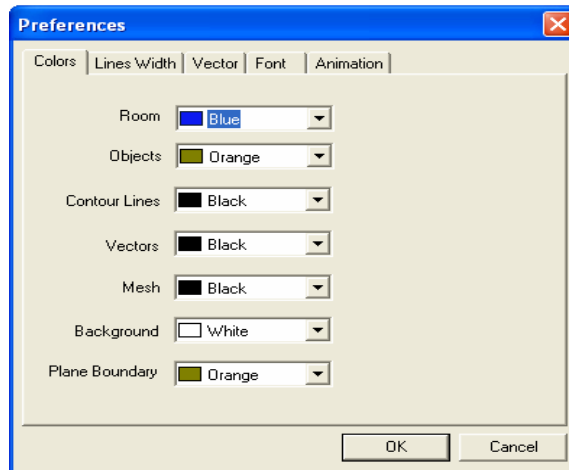 Preferences
Colors Lines Width Vector Font Animation
Room Blue
Objects Orange
Contour Lines Black
Vectors Black
Mesh Black
Background White
Plane Boundary Orange
OK Cancel